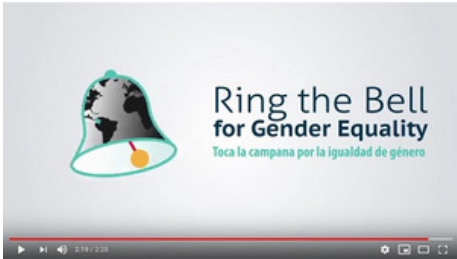 Ring the Bell
for Gender Equality
Toca la campana por la igualdad de género
2:19 / 2:28